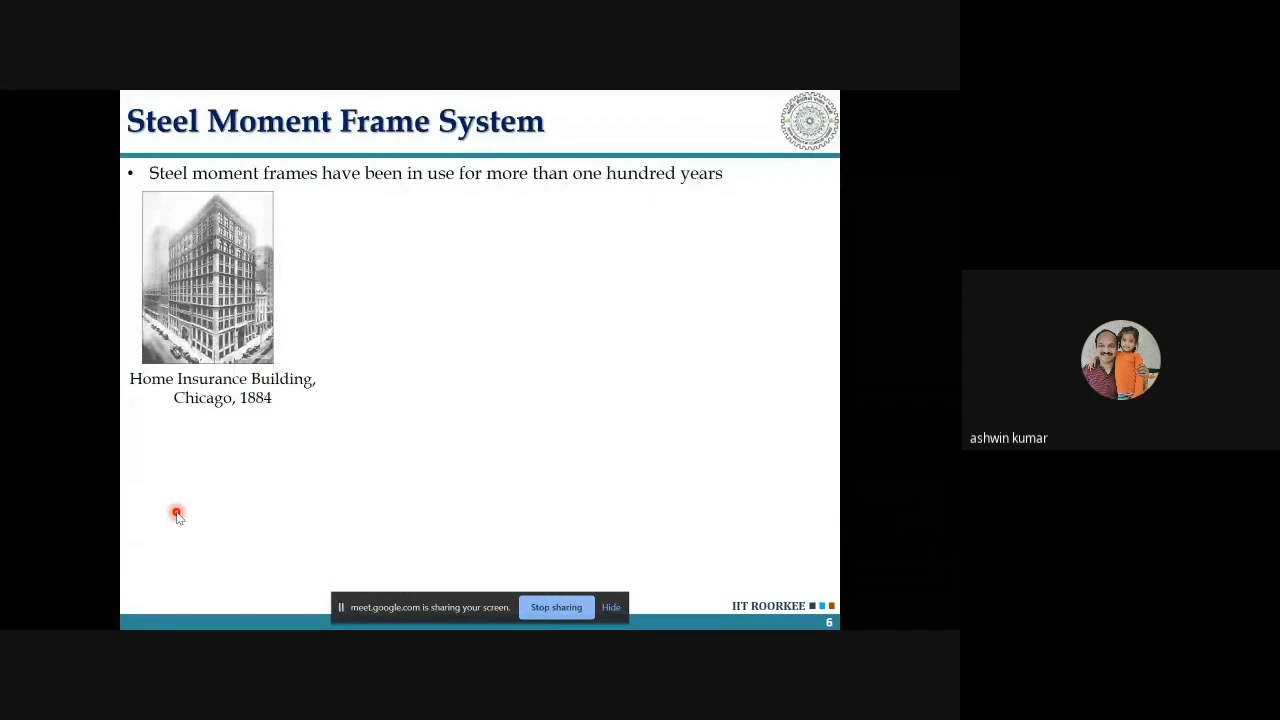 Steel Moment Frame System
• Steel moment frames have been in use for more than one hundred years
Home Insurance Building,
Chicago, 1884
meet.google.com is sharing your screen.
Stop sharing
Hide
IIT ROORKEE
6
ashwin kumar